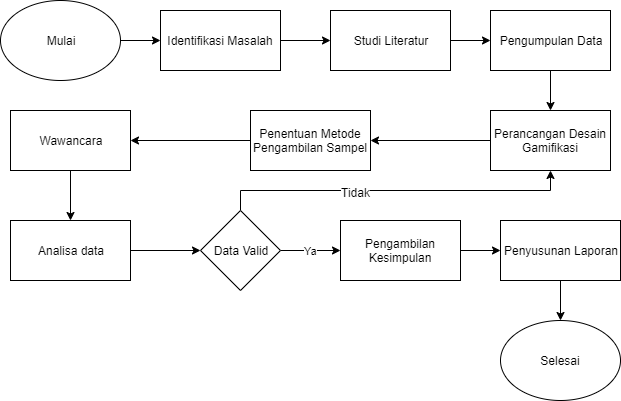 Mulai
Identifikasi Masalah
Studi Literatur
Pengumpulan Data
Perancangan Desain
Gamifikasi
Penentuan Metode
Pengambilan Sampel
Wawancara
Analisa data
Data Valid
Tidak
Ya
Pengambilan
Kesimpulan
Penyusunan Laporan
Selesai